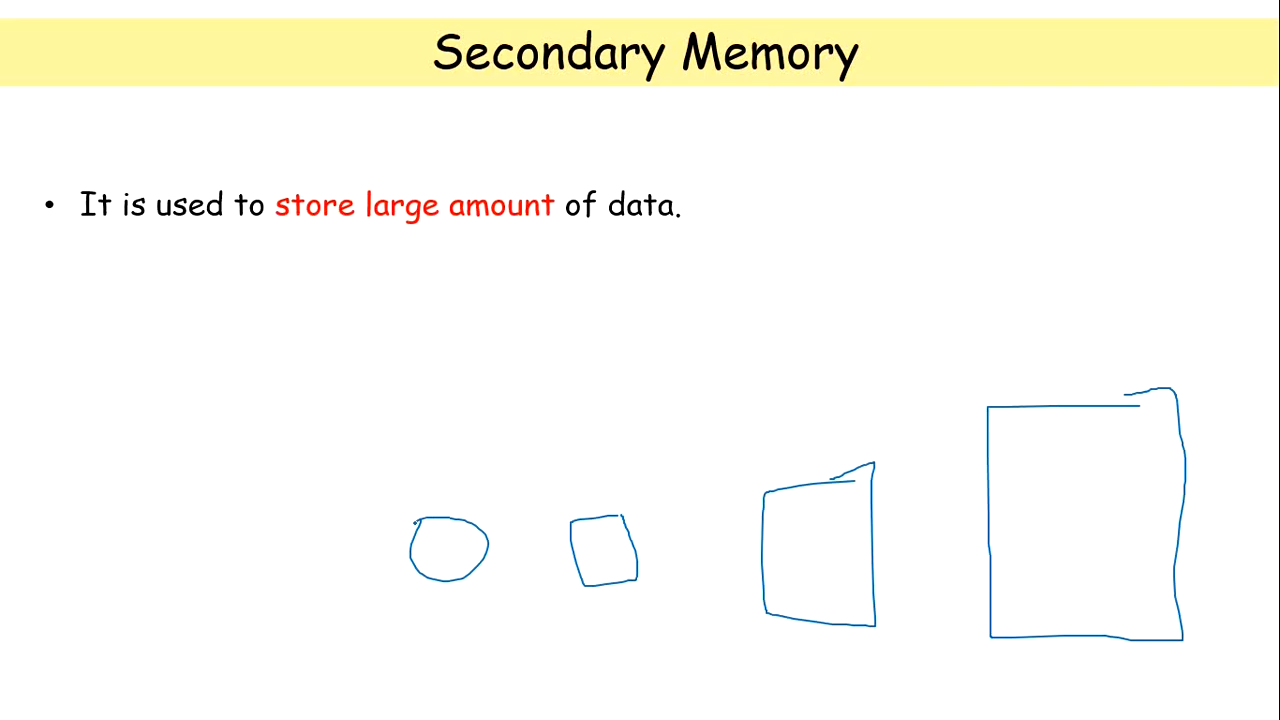 Secondary Memory
• It is used to store large amount of data.